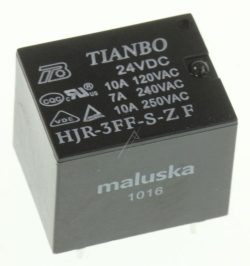 TIANBO
24VDC
10A 120VAC
7A 240VAC
10A 250VAC
HJR-3FF-S-Z F
maluska
1016